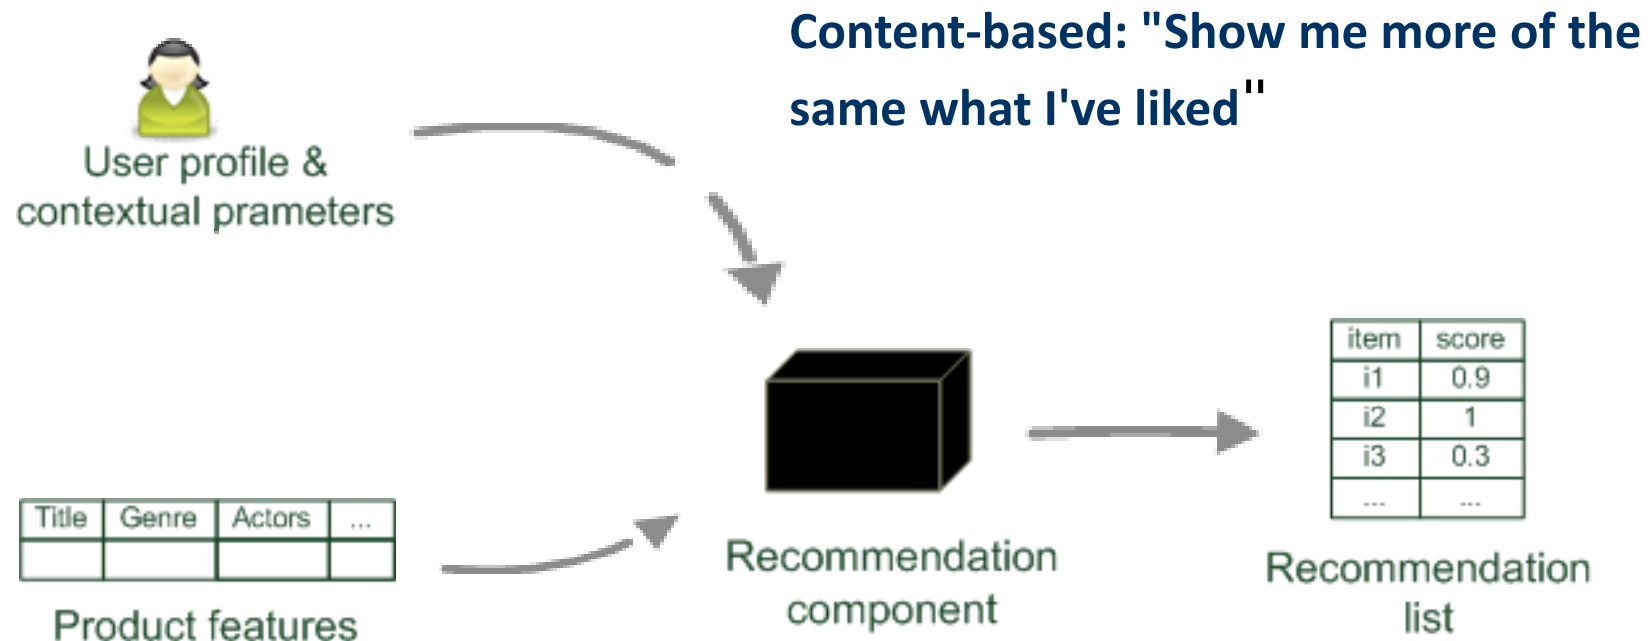 Content-based: "Show me more of the
same what I've liked"
User profile &
contextual prameters
item score
i1 0.9
i2 1
i3 0.3
... ...
Title Genre Actors ...
Product features
Recommendation
component
Recommendation
list